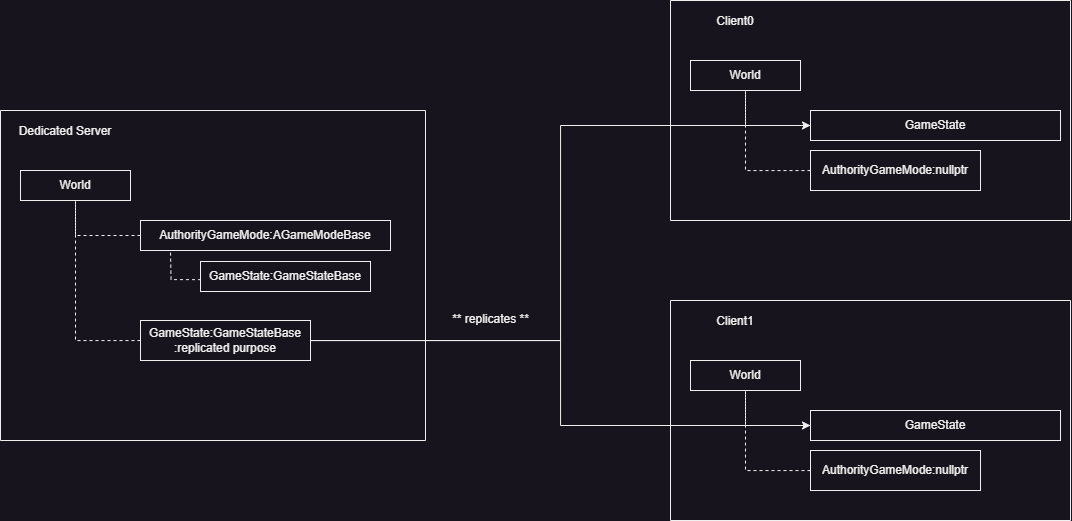 Client0
World
GameState
AuthorityGameMode:nullptr
Dedicated Server
World
AuthorityGameMode:AGameModeBase
GameState:GameStateBase
GameState:GameStateBase
:replicated purpose
** replicates **
Client1
World
GameState
AuthorityGameMode:nullptr